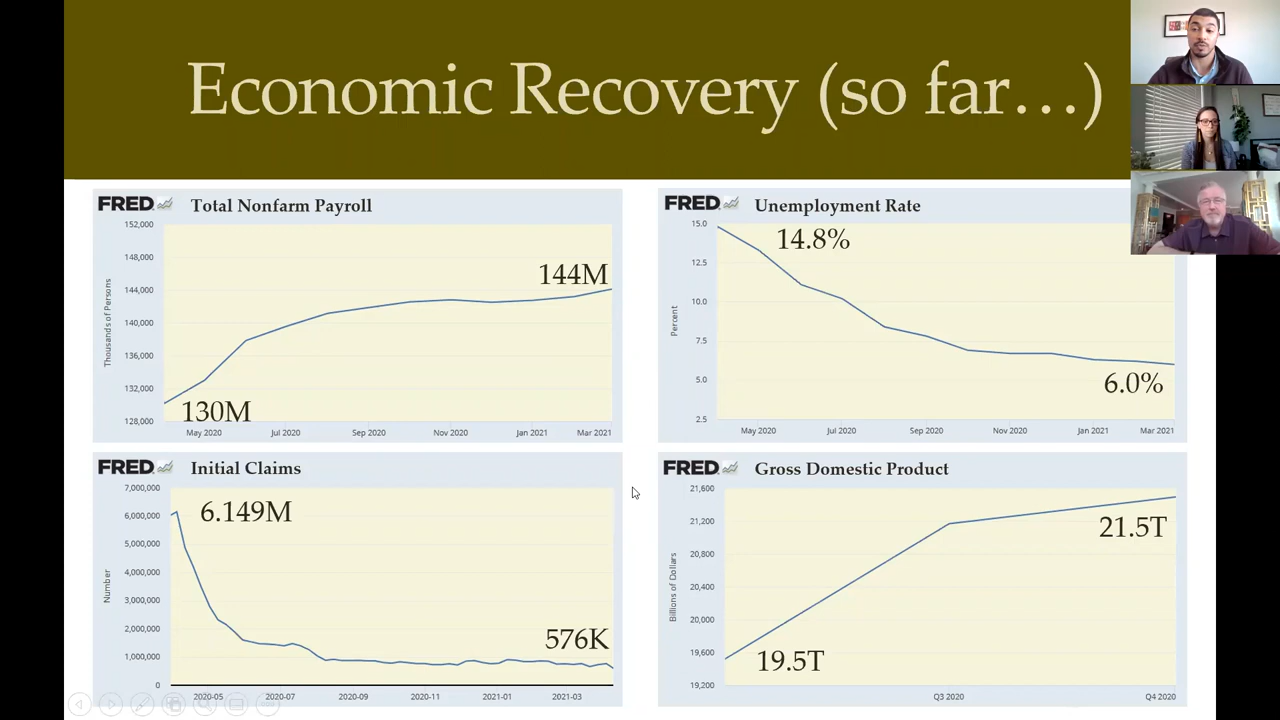 Economic Recovery (so far…)
FRED Total Nonfarm Payroll
152,000
148,000
144,000
140,000
136,000
132,000
128,000
Thousands of Persons
144M
130M
May 2020 Jul 2020 Sep 2020 Nov 2020 Jan 2021 Mar 2021
FRED Unemployment Rate
15.0
12.5
10.0
7.5
5.0
2.5
Percent
14.8%
6.0%
May 2020 Jul 2020 Sep 2020 Nov 2020 Jan 2021 Mar 2021
FRED Initial Claims
7,000,000
6,000,000
5,000,000
4,000,000
3,000,000
2,000,000
1,000,000
0
Number
6.149M
576K
2020-05 2020-07 2020-09 2020-11 2021-01 2021-03
FRED Gross Domestic Product
21,600
21,200
20,800
20,400
20,000
19,600
19,200
Billions of Dollars
21.5T
19.5T
Q3 2020 Q4 2020